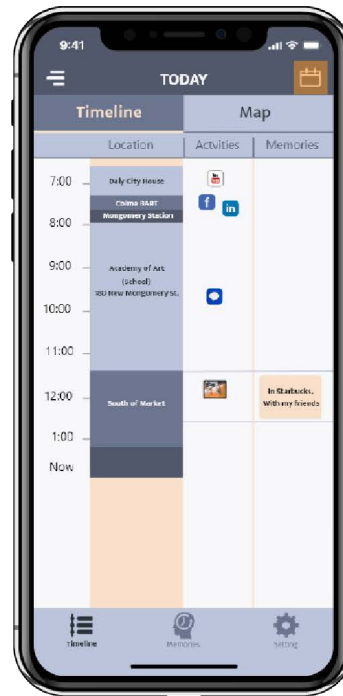 9:41
TODAY
Timeline
Map
Location
Actvities
Memories
7:00
Daly City House
Colma BART
Montgomery Station
8:00
9:00
Academy of Art
(School)
180 New Montgomery St.
10:00
11:00
12:00
South of Market
In Starbucks,
With my friends
1:00
Now
Timeline
Memories
Setting